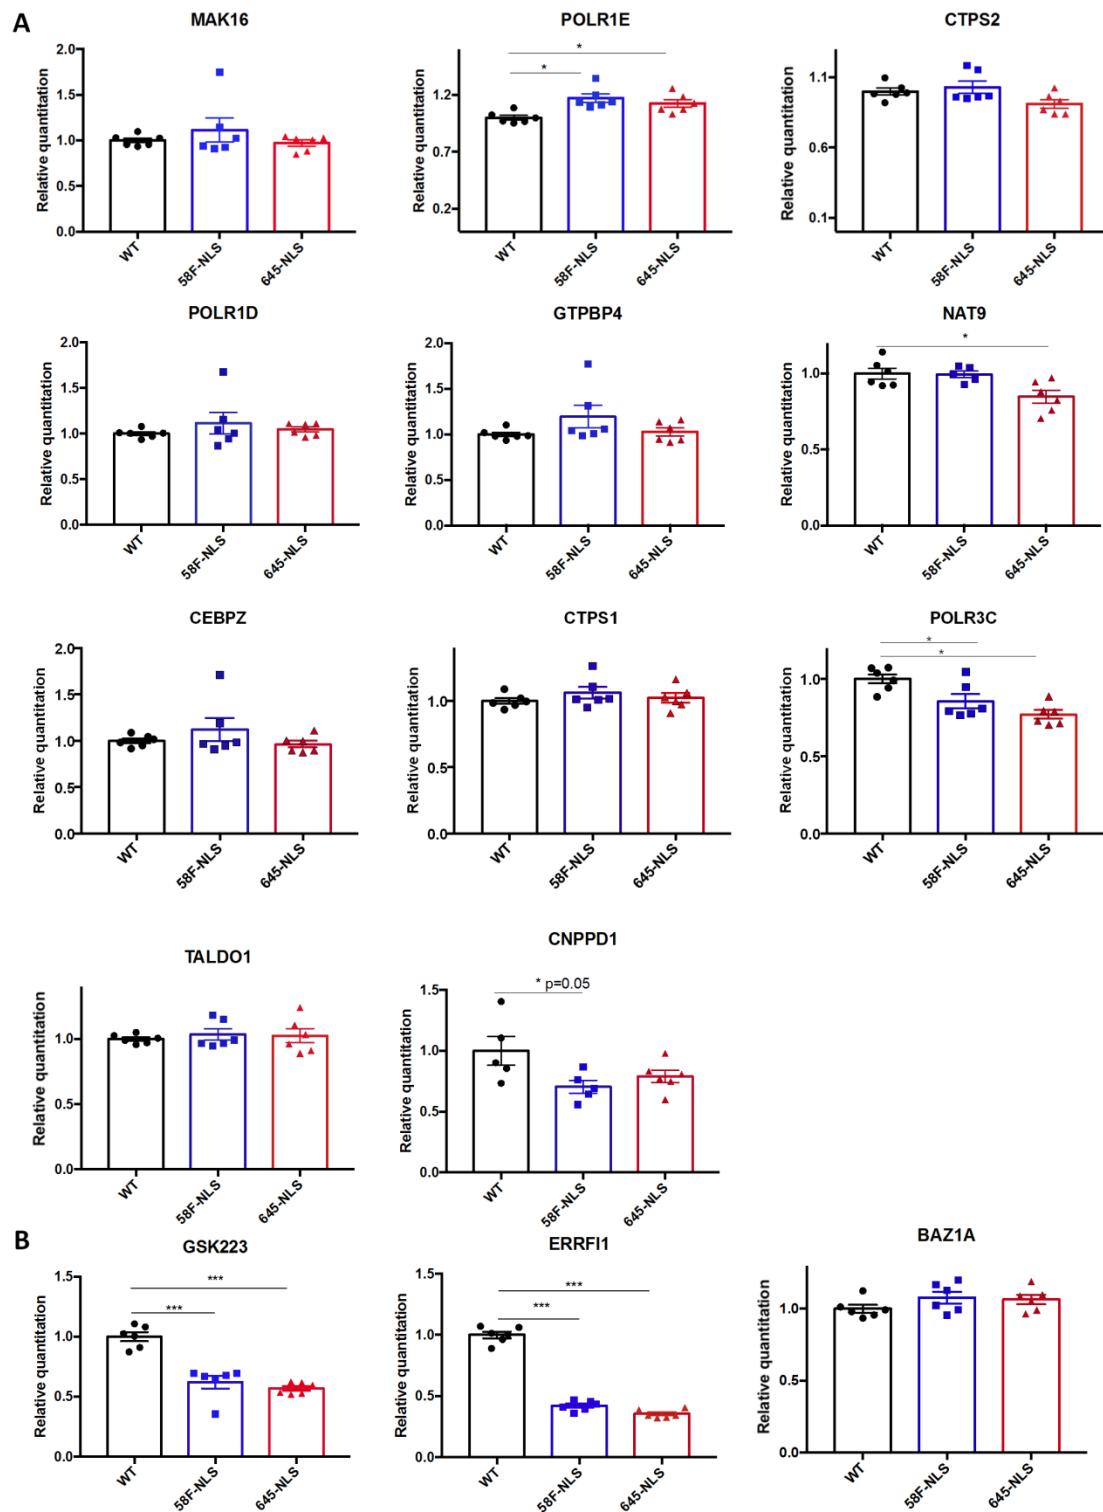 A
MAK16
Relative quantitation
2.0
1.5
1.0
0.5
0.0
WT
58F-NLS
645-NLS
POLR1E
Relative quantitation
1.2
0.7
0.2
*
*
WT
58F-NLS
645-NLS
CTPS2
Relative quantitation
1.1
0.6
0.1
WT
58F-NLS
645-NLS
POLR1D
Relative quantitation
2.0
1.5
1.0
0.5
0.0
WT
58F-NLS
645-NLS
GTPBP4
Relative quantitation
2.0
1.5
1.0
0.5
0.0
WT
58F-NLS
645-NLS
NAT9
Relative quantitation
1.0
0.5
0.0
*
WT
58F-NLS
645-NLS
CEBPZ
Relative quantitation
2.0
1.5
1.0
0.5
0.0
WT
58F-NLS
645-NLS
CTPS1
Relative quantitation
1.0
0.5
0.0
WT
58F-NLS
645-NLS
POLR3C
Relative quantitation
1.0
0.5
0.0
*
*
WT
58F-NLS
645-NLS
TALDO1
Relative quantitation
1.5
1.0
0.5
0.0
WT
58F-NLS
645-NLS
CNPPD1
Relative quantitation
1.5
1.0
0.5
0.0
* p=0.05
WT
58F-NLS
645-NLS
B
GSK223
Relative quantitation
1.5
1.0
0.5
0.0
***
***
WT
58F-NLS
645-NLS
ERRFI1
Relative quantitation
1.5
1.0
0.5
0.0
***
***
WT
58F-NLS
645-NLS
BAZ1A
Relative quantitation
1.0
0.5
0.0
WT
58F-NLS
645-NLS